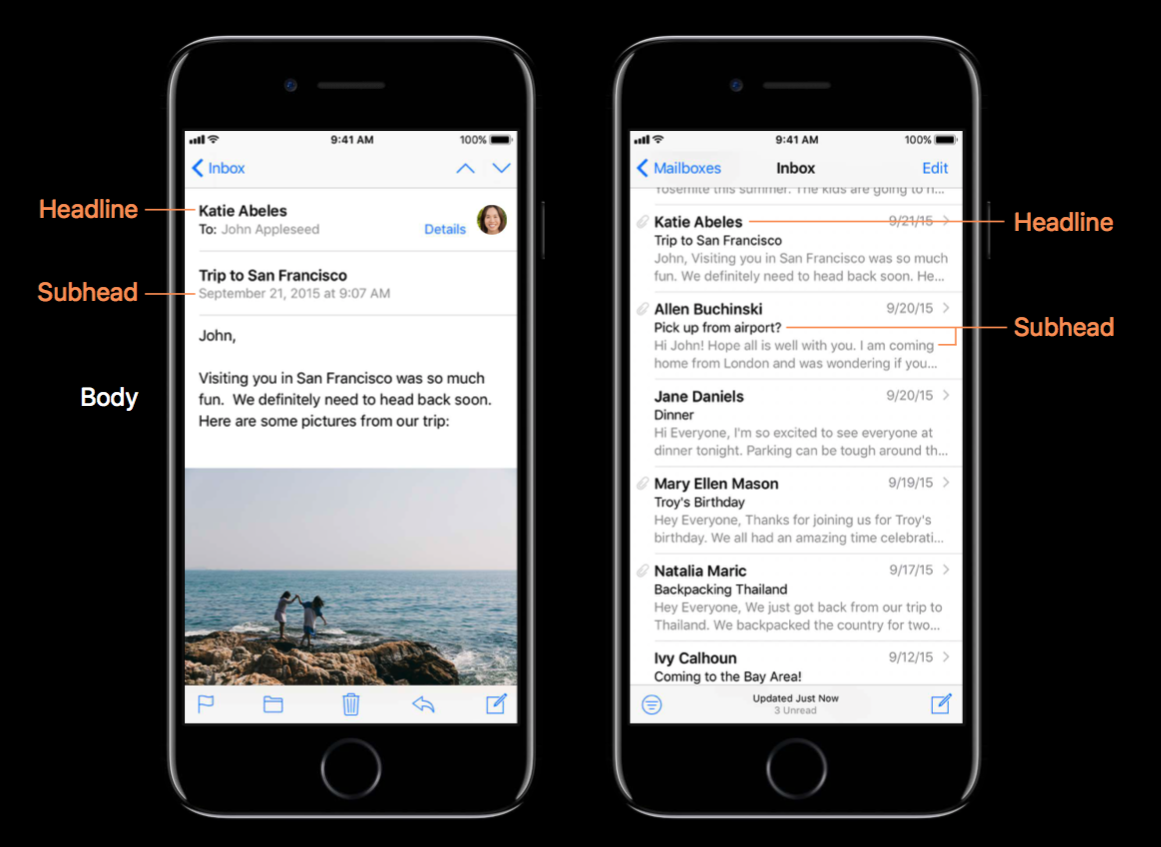 Headline
Subhead
Body
9:41 AM
100%
Inbox
Katie Abeles
To: John Appleseed
Details
Trip to San Francisco
September 21, 2015 at 9:07 AM
John,
Visiting you in San Francisco was so much
fun.  We definitely need to head back soon.
Here are some pictures from our trip:
9:41 AM
100%
Mailboxes
Inbox
Edit
Yosemite this summer. The kids are going to h...
Katie Abeles
9/21/15
Trip to San Francisco
John, Visiting you in San Francisco was so much
fun. We definitely need to head back soon. He...
Allen Buchinski
9/20/15
Pick up from airport?
Hi John! Hope all is well with you. I am coming
home from London and was wondering if you...
Jane Daniels
9/20/15
Dinner
Hi Everyone, I'm so excited to see everyone at
dinner tonight. Parking can be tough around th...
Mary Ellen Mason
9/19/15
Troy's Birthday
Hey Everyone, Thanks for joining us for Troy's
birthday. We all had an amazing time celebrati...
Natalia Maric
9/17/15
Backpacking Thailand
Hey Everyone, We just got back from our trip to
Thailand. We backpacked the country for two...
Ivy Calhoun
9/12/15
Coming to the Bay Area!
Updated Just Now
3 Unread
Headline
Subhead